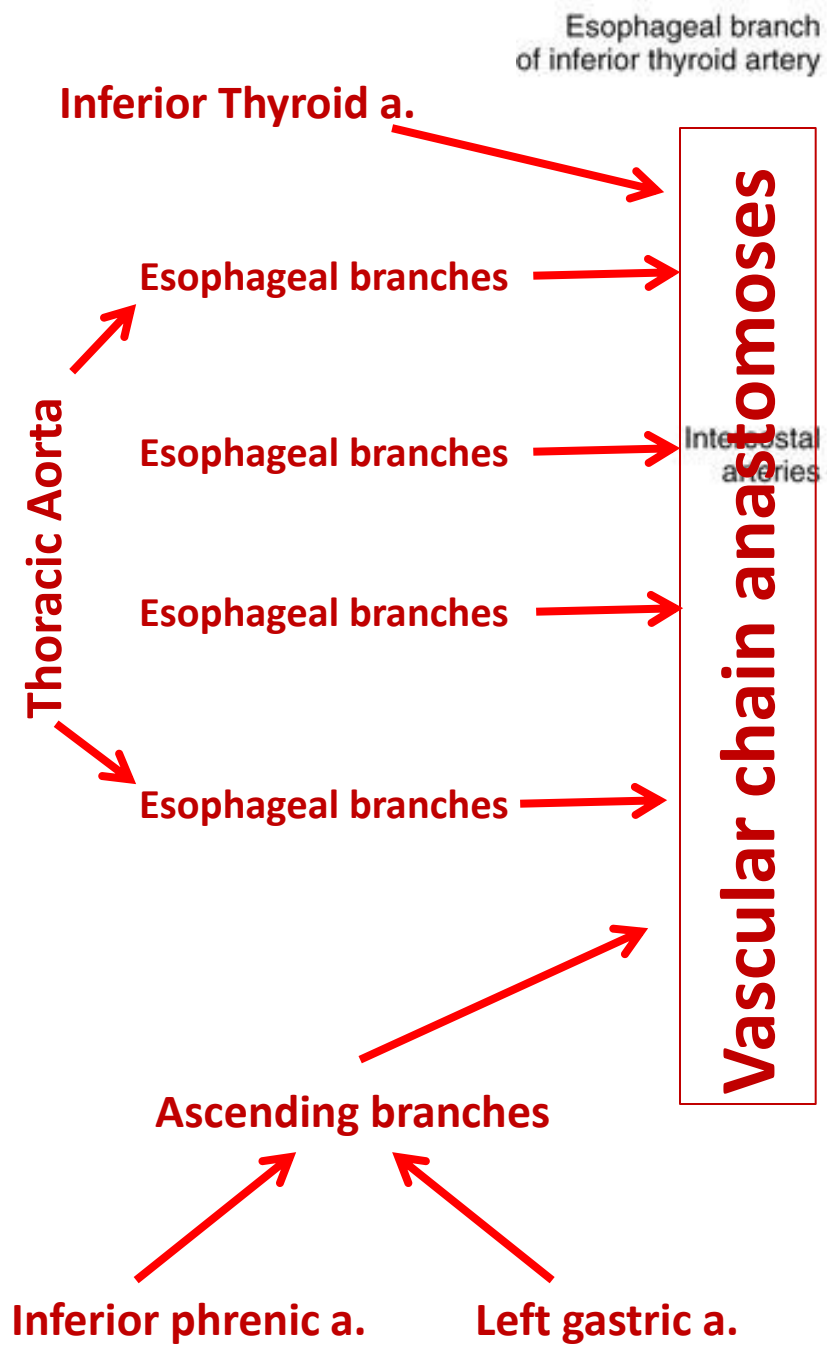 Esophageal branch
of inferior thyroid artery
Inferior Thyroid a.
Esophageal branches
Thoracic Aorta
Esophageal branches
Intercostal
arteries
Vascular chain anastomoses
Esophageal branches
Esophageal branches
Ascending branches
Inferior phrenic a.
Left gastric a.